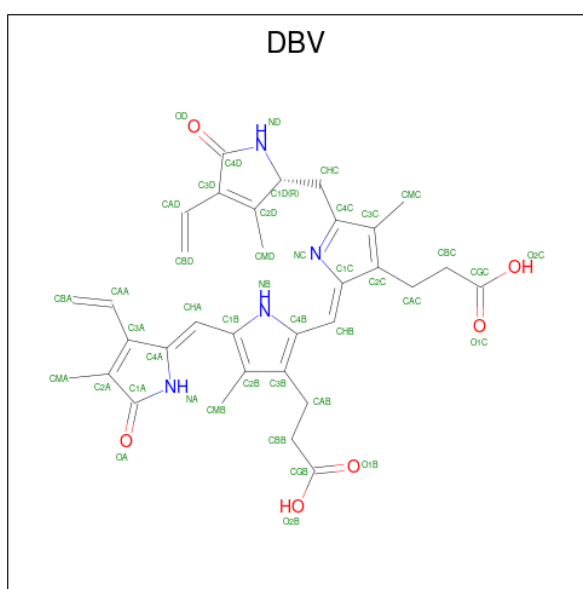 DBV
OD
O
H
N
ND
C4D
C3D
C1D(R)
CHC
CAD
C2D
CMC
C4C
C3C
CBD
CMD
N
NC
C1C
C2C
CBC
CGC
OH
O2C
CAC
O
O1C
NB
H
N
CBA
CAA
CHA
C1B
C4B
CHB
C3A
C4A
CMA
C2A
C1A
NH
NA
C2B
C3B
CMB
CAB
O
OA
CBB
CGB
O
O1B
HO
O2B